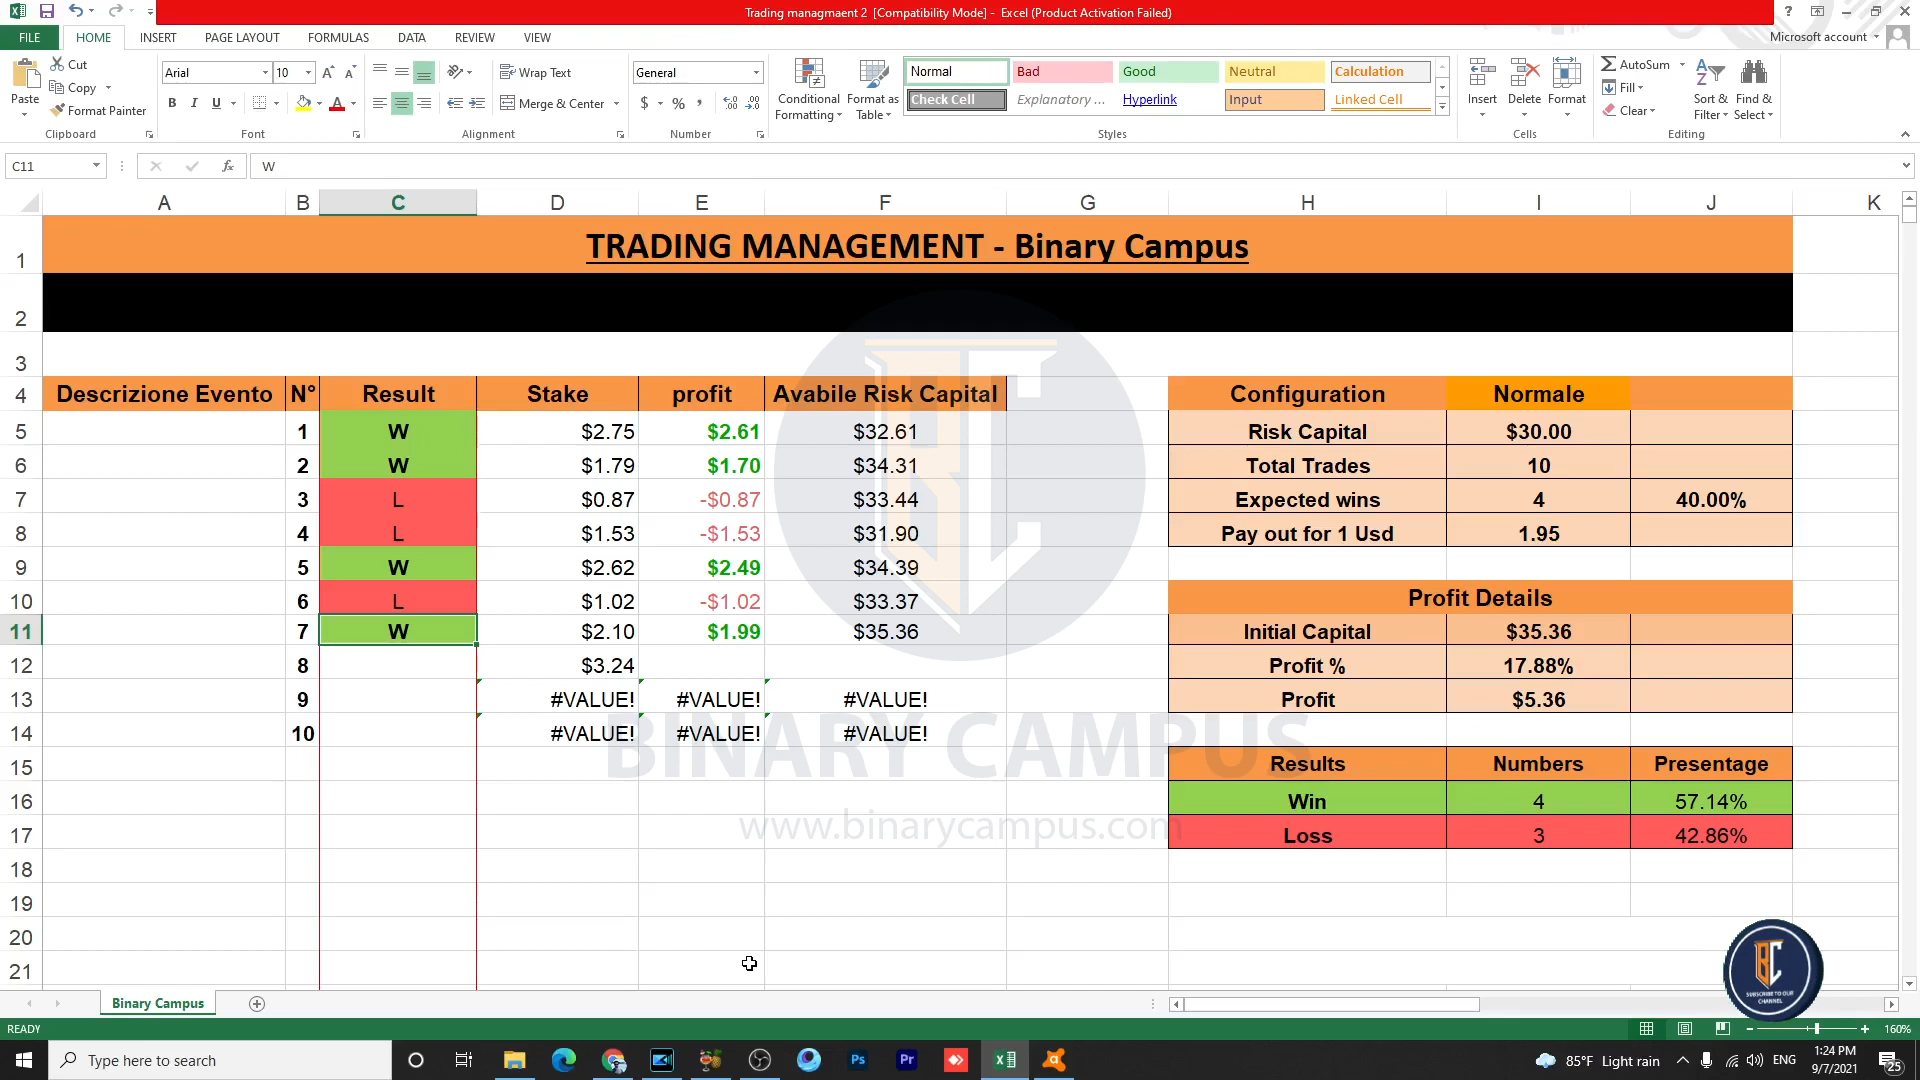 Trading managmaent 2 [Compatibility Mode] - Excel (Product Activation Failed)
FILE HOME INSERT PAGE LAYOUT FORMULAS DATA REVIEW VIEW Microsoft account
Paste Cut Copy Format Painter Clipboard
Arial 10 B I U Font
Wrap Text Merge & Center Alignment
General $ % Number
Conditional Formatting Format as Table
Normal Bad Good Neutral Calculation
Check Cell Explanatory ... Hyperlink Input Linked Cell
Styles
Insert Delete Format Cells
AutoSum Fill Clear Sort & Filter Find & Select Editing
C11 fx W
A B C D E F G H I J K
1 TRADING MANAGEMENT - Binary Campus
2
3
4 Descrizione Evento N° Result Stake profit Avabile Risk Capital Configuration Normale
5 1 W $2.75 $2.61 $32.61 Risk Capital $30.00
6 2 W $1.79 $1.70 $34.31 Total Trades 10
7 3 L $0.87 -$0.87 $33.44 Expected wins 4 40.00%
8 4 L $1.53 -$1.53 $31.90 Pay out for 1 Usd 1.95
9 5 W $2.62 $2.49 $34.39
10 6 L $1.02 -$1.02 $33.37 Profit Details
11 7 W $2.10 $1.99 $35.36 Initial Capital $35.36
12 8 $3.24 Profit % 17.88%
13 9 #VALUE! #VALUE! #VALUE! Profit $5.36
14 10 #VALUE! #VALUE! #VALUE!
BINARY CAMPUS
15 Results Numbers Presentage
16 Win 4 57.14%
www.binarycampus.com
17 Loss 3 42.86%
18
19
20
21
SUBSCRIBE TO OUR
CHANNEL
Binary Campus
READY 160%
Type here to search Ps Pr 85°F Light rain ENG 1:24 PM
9/7/2021 25